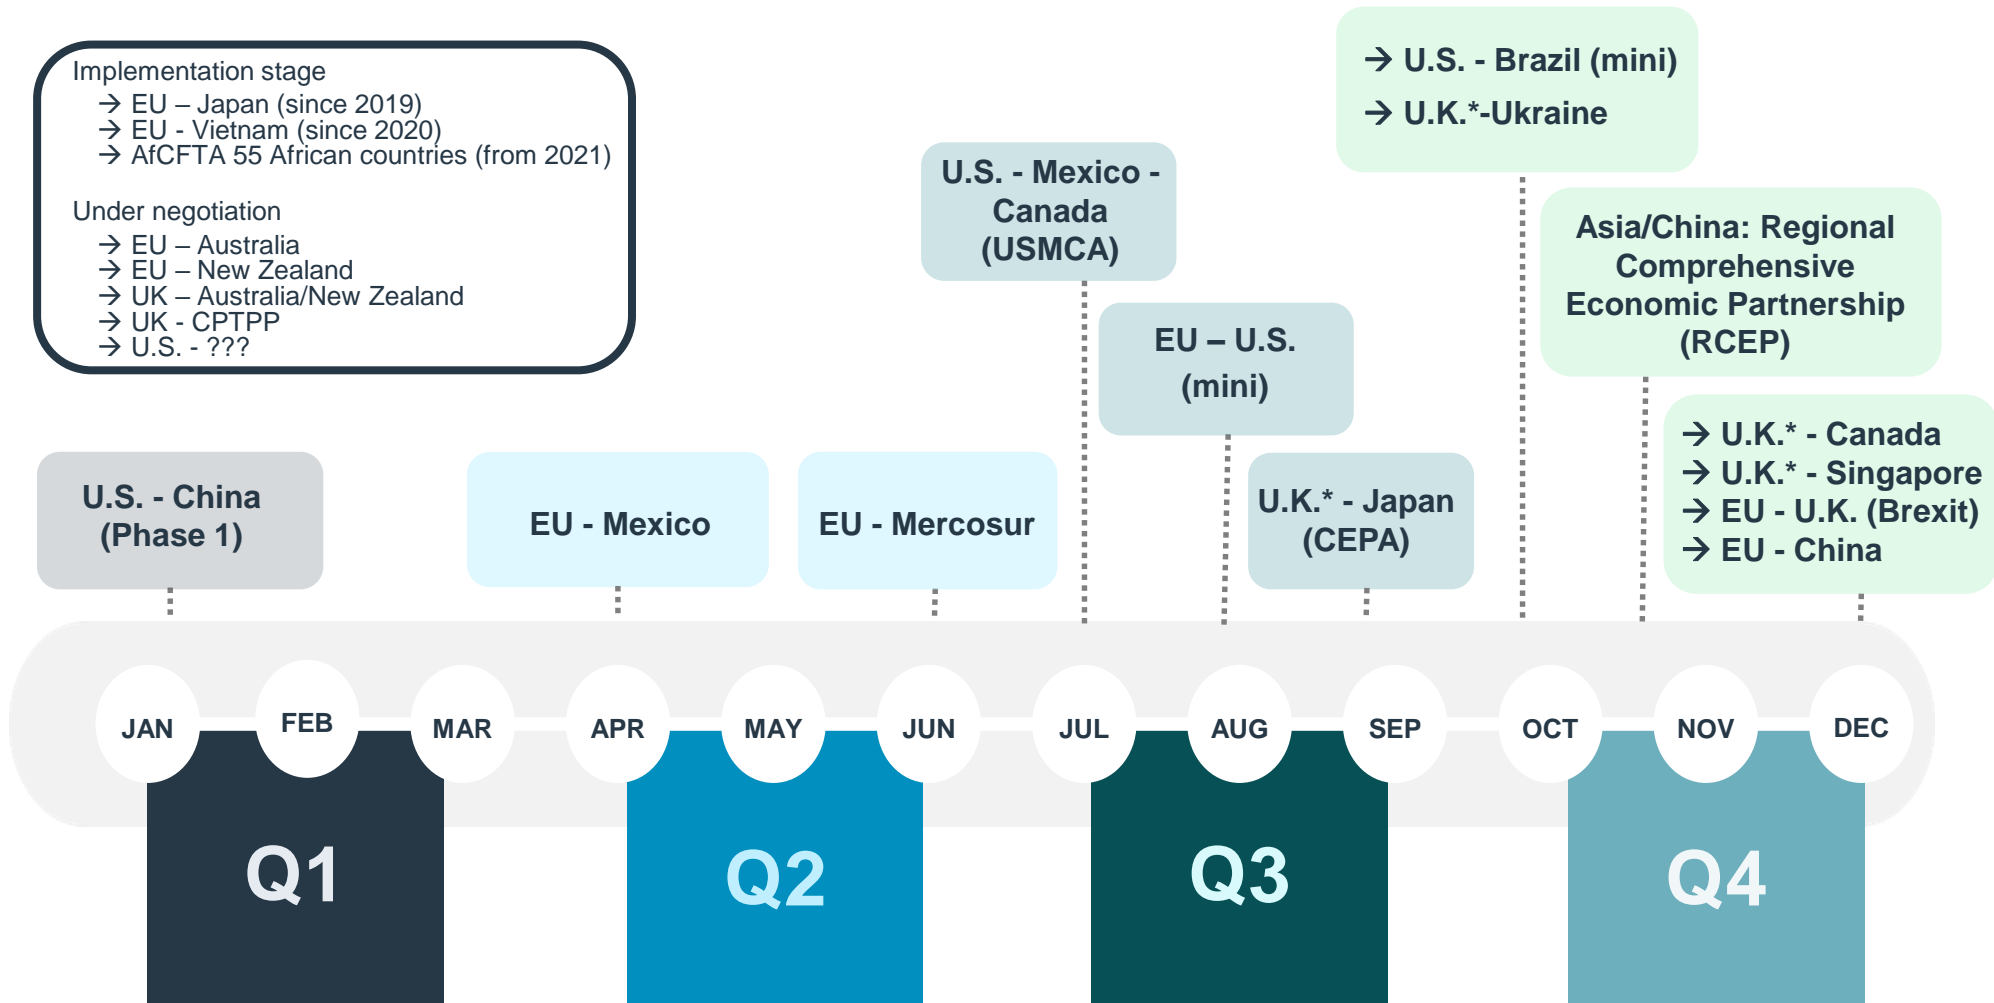 Implementation stage
→ EU – Japan (since 2019)
→ EU - Vietnam (since 2020)
→ AfCFTA 55 African countries (from 2021)
Under negotiation
→ EU – Australia
→ EU – New Zealand
→ UK – Australia/New Zealand
→ UK - CPTPP
→ U.S. - ???
U.S. - China
(Phase 1)
EU - Mexico
EU - Mercosur
U.S. - Mexico -
Canada
(USMCA)
EU – U.S.
(mini)
U.K.* - Japan
(CEPA)
→ U.S. - Brazil (mini)
→ U.K.*-Ukraine
Asia/China: Regional
Comprehensive
Economic Partnership
(RCEP)
→ U.K.* - Canada
→ U.K.* - Singapore
→ EU - U.K. (Brexit)
→ EU - China
JAN
FEB
MAR
APR
MAY
JUN
JUL
AUG
SEP
OCT
NOV
DEC
Q1
Q2
Q3
Q4